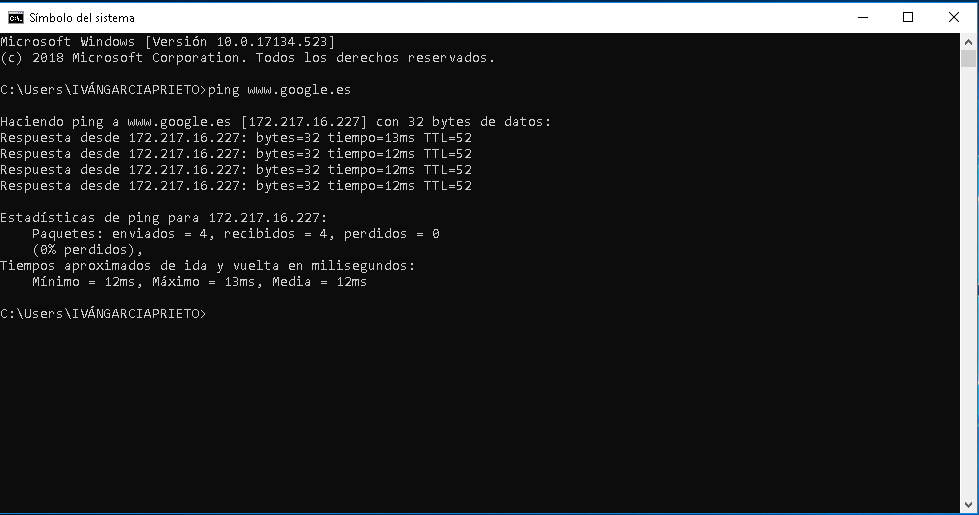 Símbolo del sistema
Microsoft Windows [Versión 10.0.17134.523]
(c) 2018 Microsoft Corporation. Todos los derechos reservados.
C:\Users\IVÁNGARCIAPRIETO>ping www.google.es
Haciendo ping a www.google.es [172.217.16.227] con 32 bytes de datos:
Respuesta desde 172.217.16.227: bytes=32 tiempo=13ms TTL=52
Respuesta desde 172.217.16.227: bytes=32 tiempo=12ms TTL=52
Respuesta desde 172.217.16.227: bytes=32 tiempo=12ms TTL=52
Respuesta desde 172.217.16.227: bytes=32 tiempo=12ms TTL=52
Estadísticas de ping para 172.217.16.227:
Paquetes: enviados = 4, recibidos = 4, perdidos = 0
(0% perdidos),
Tiempos aproximados de ida y vuelta en milisegundos:
Mínimo = 12ms, Máximo = 13ms, Media = 12ms
C:\Users\IVÁNGARCIAPRIETO>